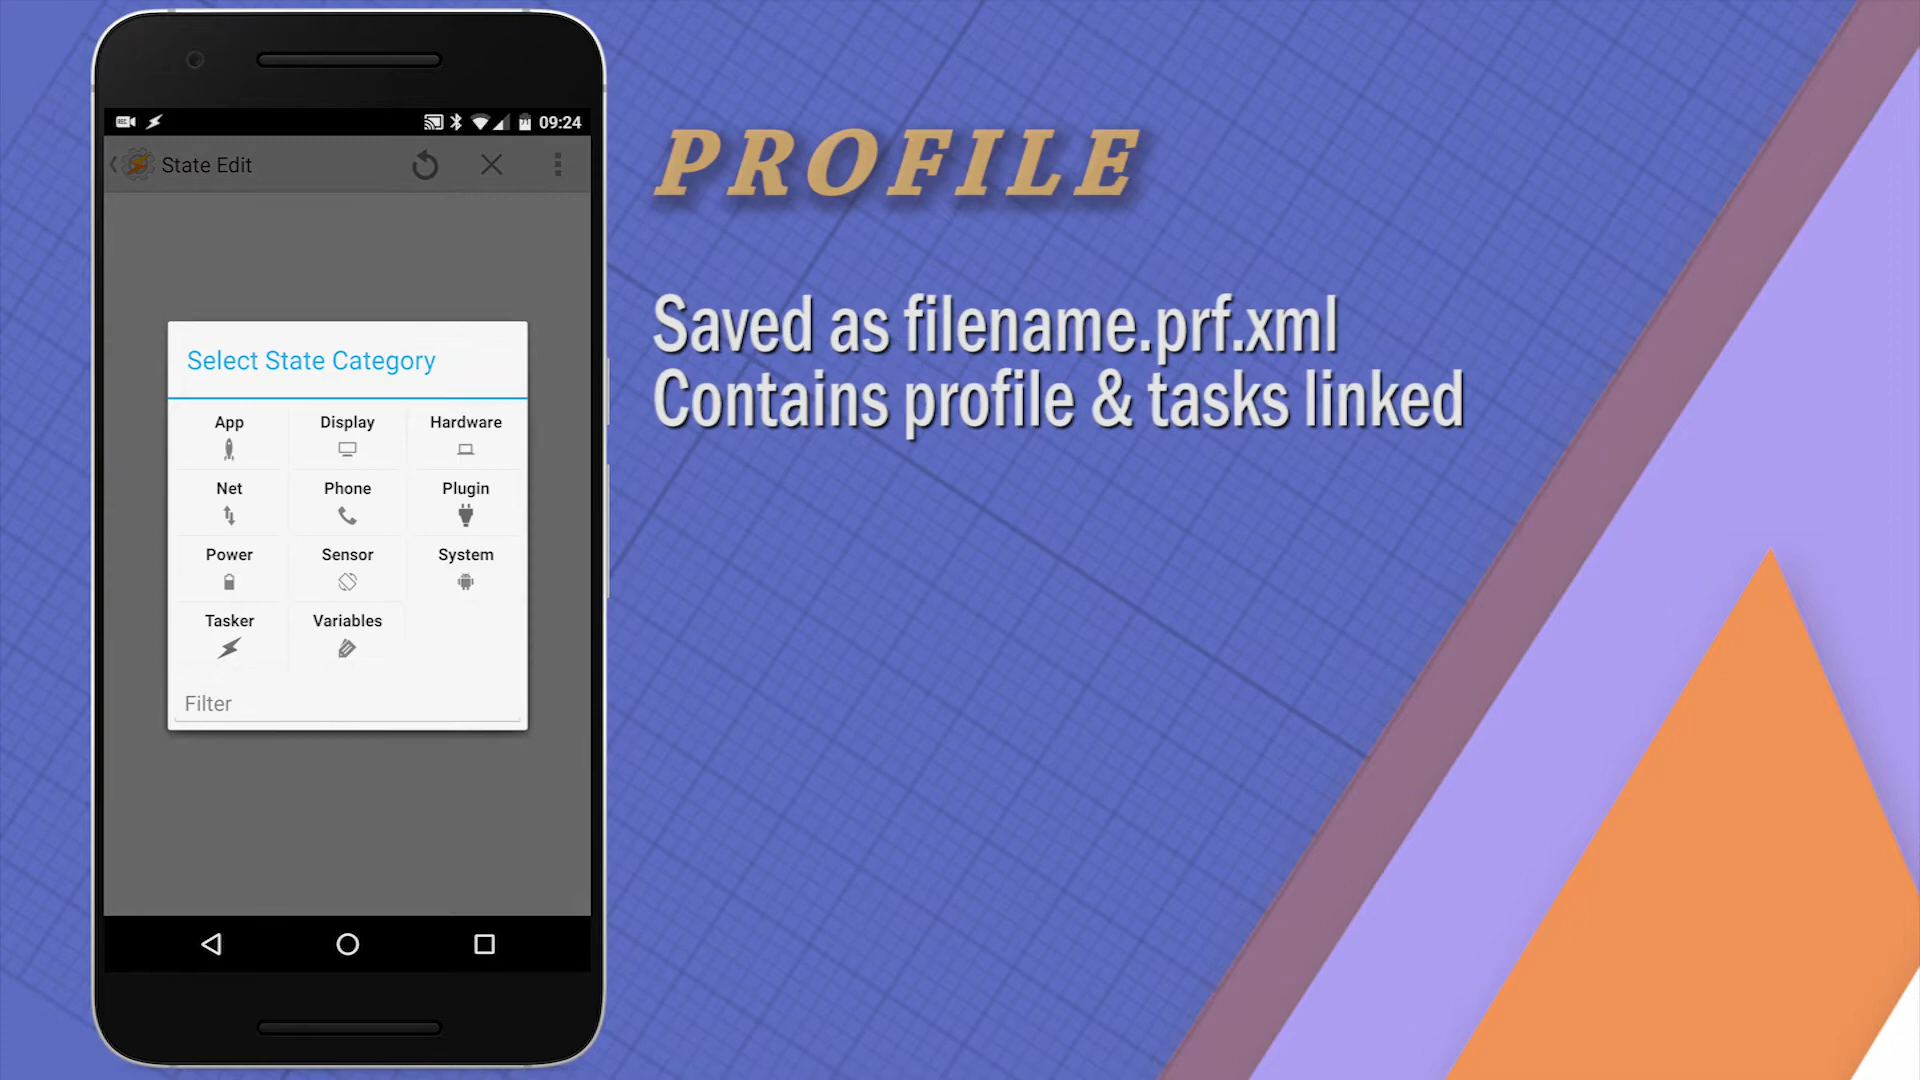 09:24
State Edit
Select State Category
App Display Hardware
Net Phone Plugin
Power Sensor System
Tasker Variables
Filter
PROFILE
Saved as filename.prf.xml
Contains profile & tasks linked